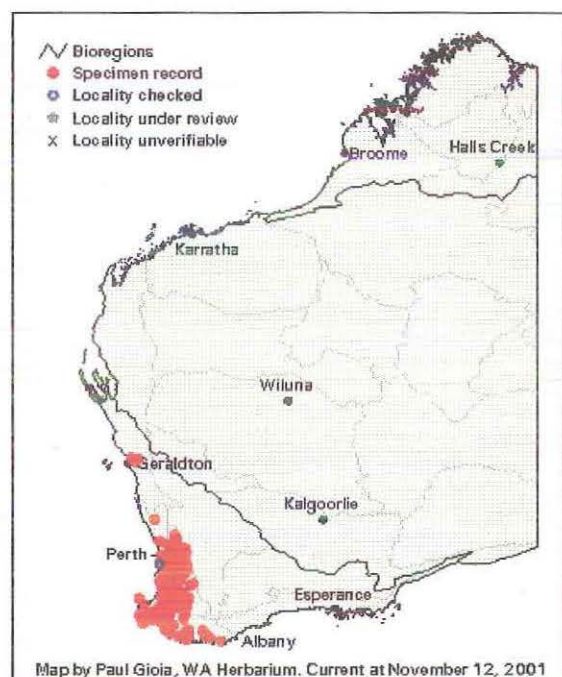 Bioregions
Specimen record
Locality checked
Locality under review
Locality unverifiable
Broome
Halls Creek
Karratha
Wiluna
Geraldton
Kalgoorlie
Perth
Esperance
Albany
Map by Paul Gioia, WA Herbarium. Current at November 12, 2001